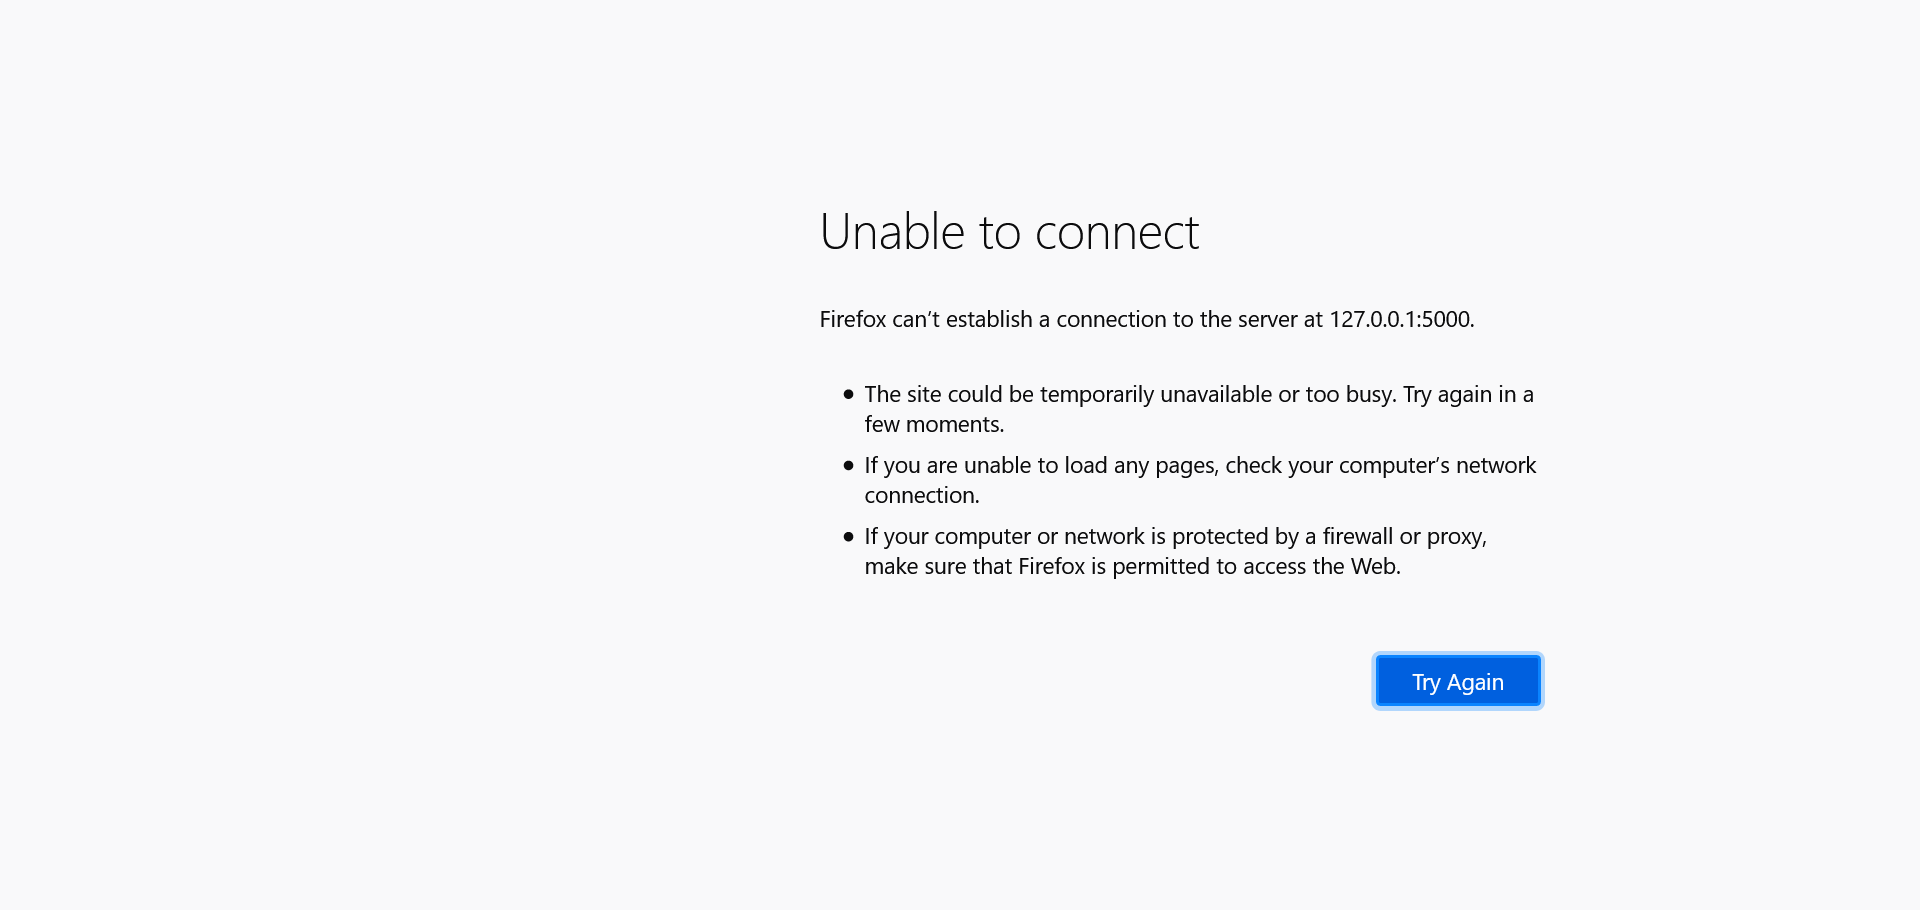 Unable to connect
Firefox can’t establish a connection to the server at 127.0.0.1:5000.
The site could be temporarily unavailable or too busy. Try again in a
few moments.
If you are unable to load any pages, check your computer’s network
connection.
If your computer or network is protected by a firewall or proxy,
make sure that Firefox is permitted to access the Web.
Try Again